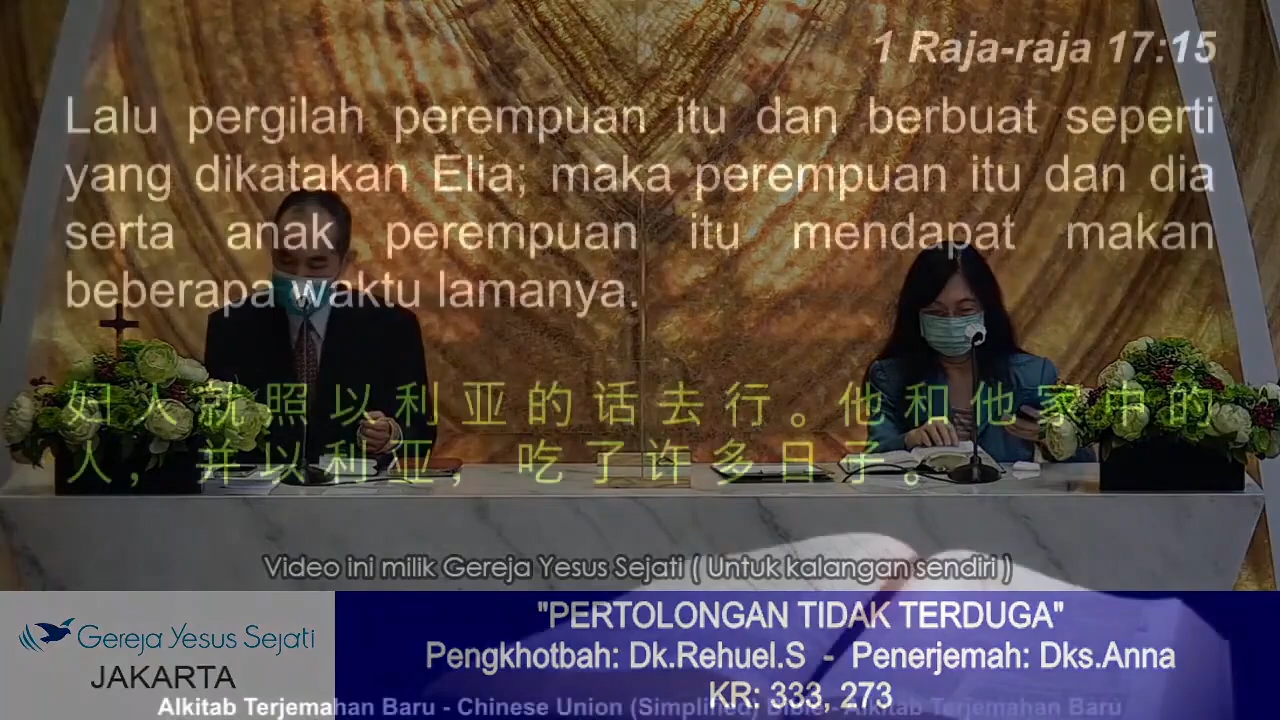 1 Raja-raja 17:15
Lalu pergilah perempuan itu dan berbuat seperti
yang dikatakan Elia; maka perempuan itu dan dia
serta anak perempuan itu mendapat makan
beberapa waktu lamanya.
妇人就照以利亚的话去行。他和他家中的
人，并以利亚，吃了许多日子。
Video ini milik Gereja Yesus Sejati ( Untuk kalangan sendiri )
Gereja Yesus Sejati
JAKARTA
"PERTOLONGAN TIDAK TERDUGA"
Pengkhotbah: Dk.Rehuel.S - Penerjemah: Dks.Anna
KR: 333, 273
Alkitab Terjemahan Baru - Chinese Union (Simplified) Bible - Alkitab Terjemahan Baru